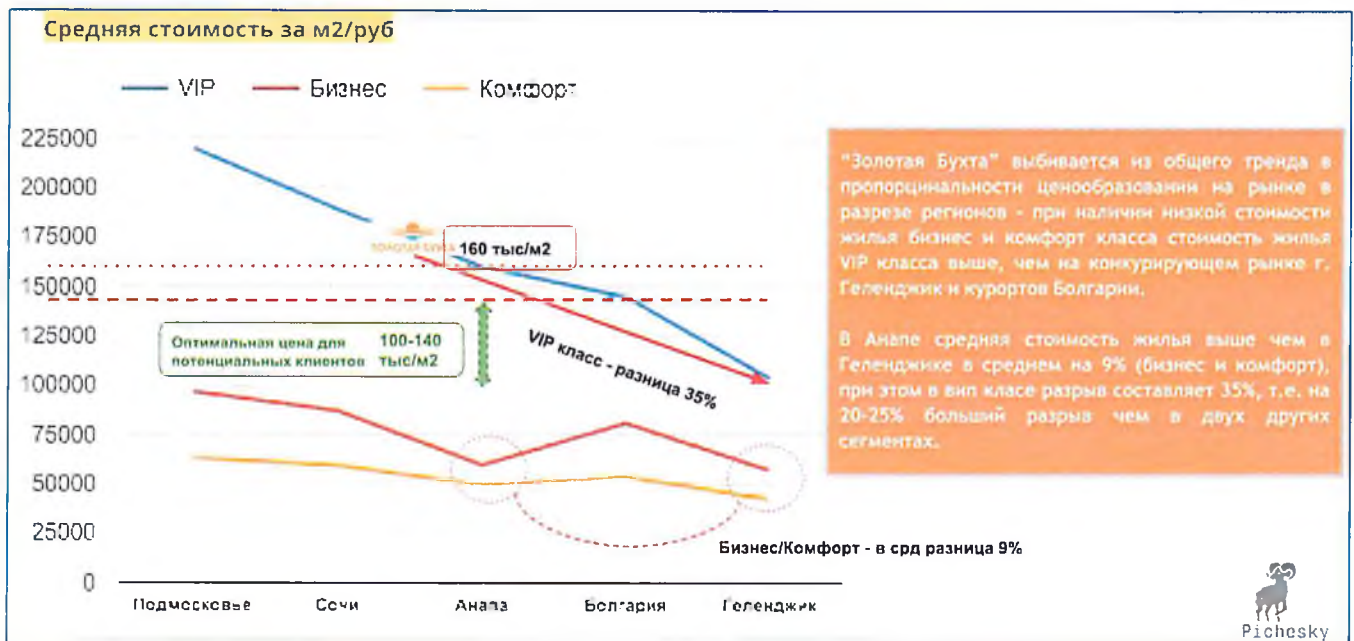 Средняя стоимость за м2/руб
VIP Бизнес Комфорт
225000
200000
175000
150000
125000
100000
75000
50000
25000
0
ЗОЛОТАЯ БУХТА
160 тыс/м2
Оптимальная цена для
потенциальных клиентов
100-140
тыс/м2
VIP класс - разница 35%
Бизнес/Комфорт - в срд разница 9%
Подмосковье Сочи Анапа Болгария Геленджик
"Золотая Бухта" выбивается из общего тренда в
пропорцинальности ценообразовании на рынке в
разрезе регионов - при наличии низкой стоимости
жилья бизнес и комфорт класса стоимость жилья
VIP класса выше, чем на конкурирующем рынке г.
Геленджик и курортов Болгарии.
В Анапе средняя стоимость жилья выше чем в
Геленджике в среднем на 9% (бизнес и комфорт),
при этом в вип класе разрыв составляет 35%, т.е. на
20-25% больший разрыв чем в двух других
сегментах.
Pichesky